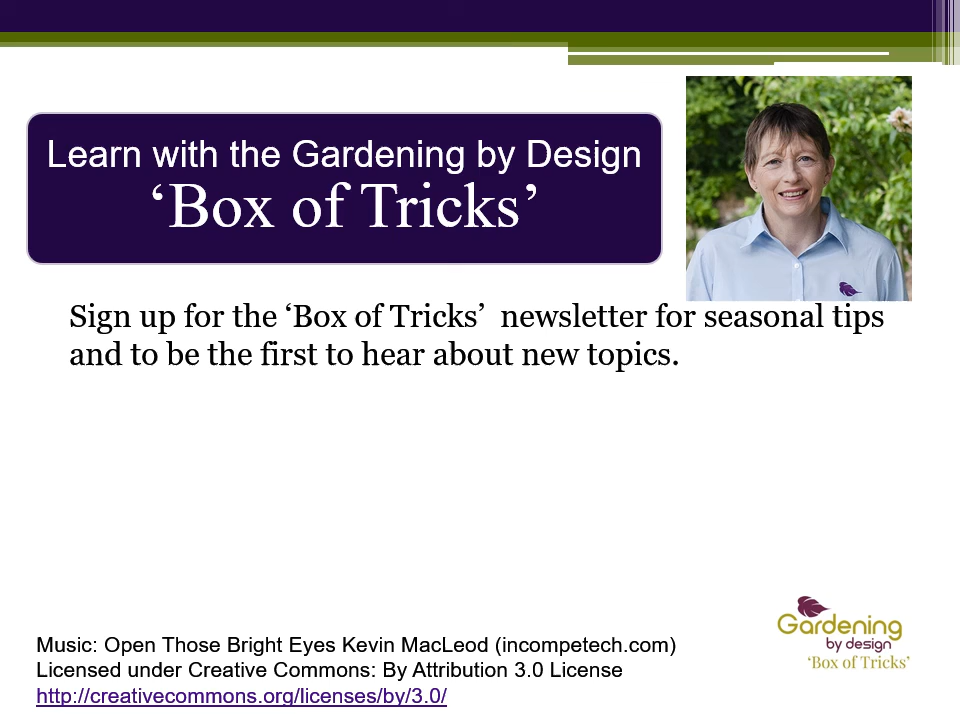 Learn with the Gardening by Design
‘Box of Tricks’
Sign up for the ‘Box of Tricks’  newsletter for seasonal tips
and to be the first to hear about new topics.
Gardening
by design
‘Box of Tricks’
Music: Open Those Bright Eyes Kevin MacLeod (incompetech.com)
Licensed under Creative Commons: By Attribution 3.0 License
http://creativecommons.org/licenses/by/3.0/